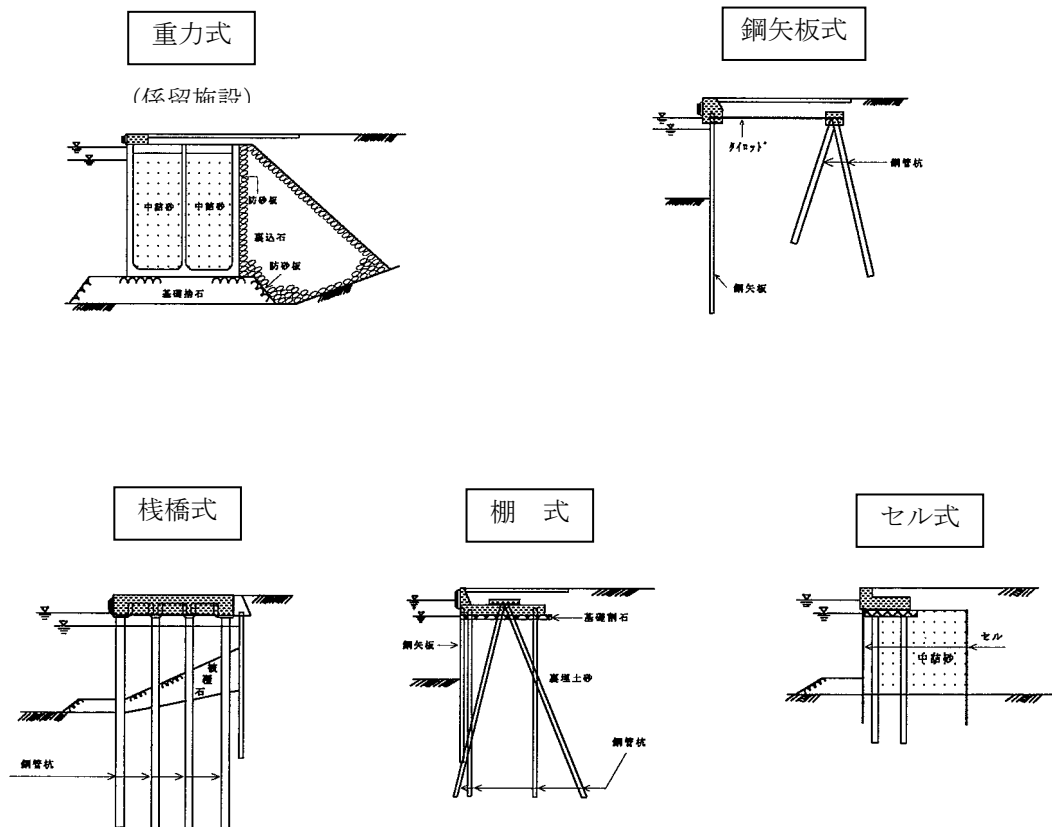 重力式
鋼矢板式
(係留施設)
タイロッド
鋼管杭
中詰砂
中詰砂
防砂板
裏込石
防砂板
基礎捨石
鋼矢板
桟橋式
棚 式
セル式
基礎割石
鋼矢板
セル
中詰砂
被覆石
裏埋土砂
鋼管杭
鋼管杭